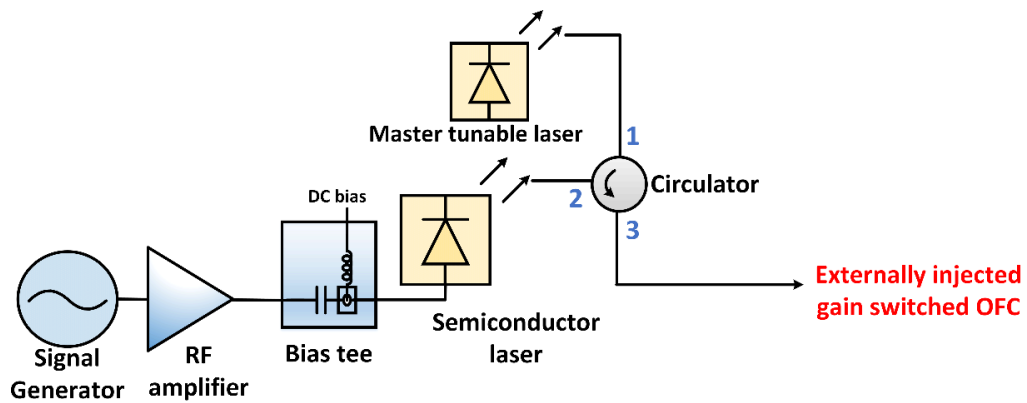 Master tunable laser
1
Circulator
2
3
DC bias
Externally injected
gain switched OFC
Semiconductor
laser
Bias tee
RF
amplifier
Signal
Generator